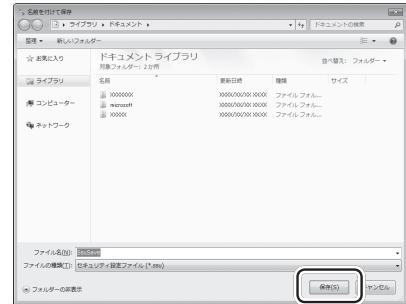 名前を付けて保存
ライブラリ ▸ ドキュメント ▸
ドキュメントの検索
整理 ▾ 新しいフォルダー
お気に入り
ライブラリ
コンピューター
ネットワーク
ドキュメント ライブラリ
対象フォルダー: 2か所
並べ替え: フォルダー ▾
名前 更新日時 種類 サイズ
XXXXXXX XXXX/XX/XX XX:XX ファイル フォル...
microsoft XXXX/XX/XX XX:XX ファイル フォル...
XXXXX XXXX/XX/XX XX:XX ファイル フォル...
ファイル名(N):
ファイルの種類(T): セキュリティ設定ファイル (*.ssu)
フォルダーの非表示
保存(S)
キャンセル